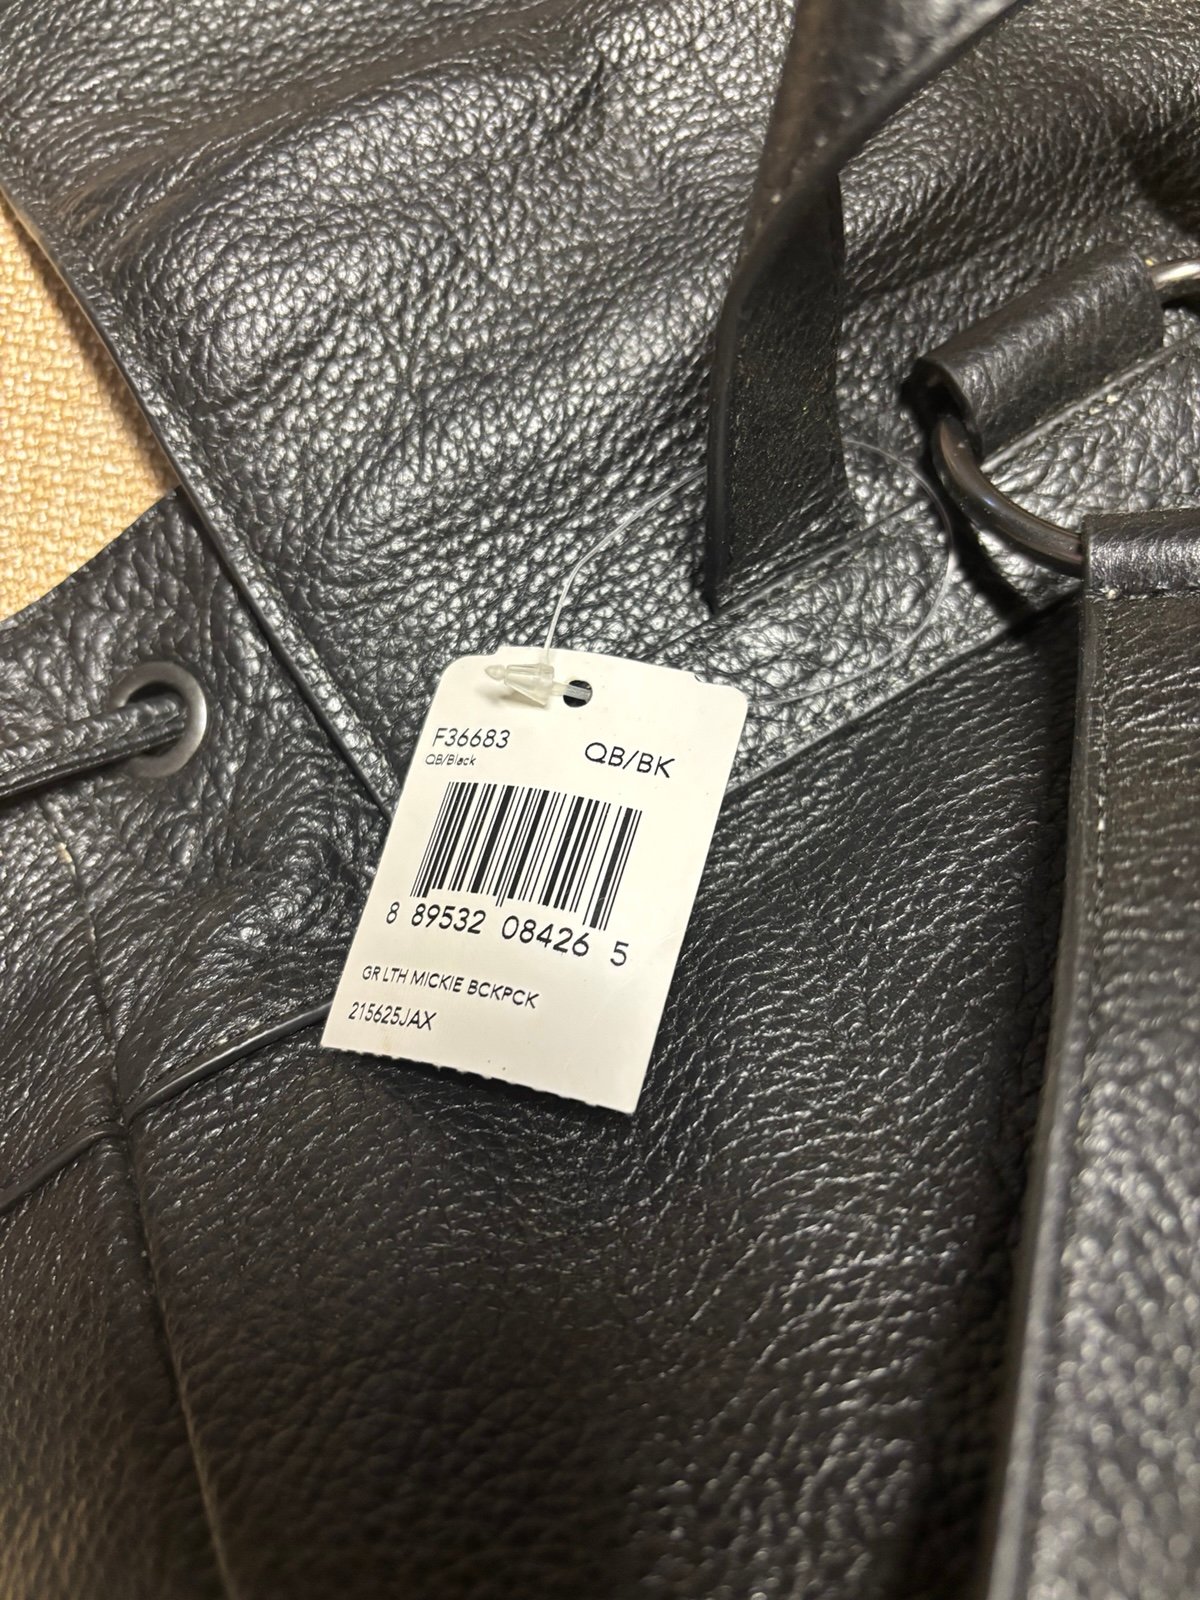 F36683
QB/Black
QB/BK
8 89532 08426 5
GR LTH MICKIE BCKPCK
215625JAX